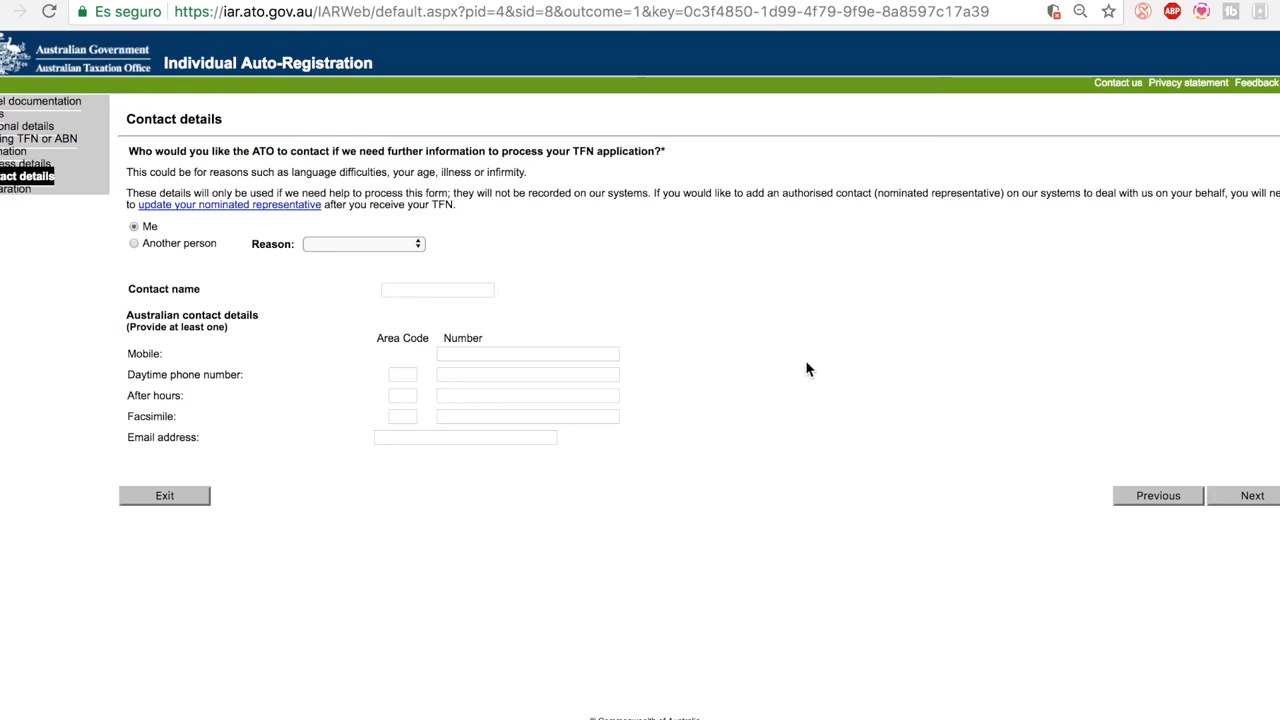 Es seguro https://iar.ato.gov.au/IARWeb/default.aspx?pid=4&sid=8&outcome=1&key=0c3f4850-1d99-4f79-9f9e-8a8597c17a39
ABP
Australian Government
Australian Taxation Office
Individual Auto-Registration
Contact us Privacy statement Feedback
el documentation
s
onal details
ing TFN or ABN
mation
ess details
tact details
aration
Contact details
Who would you like the ATO to contact if we need further information to process your TFN application?*
This could be for reasons such as language difficulties, your age, illness or infirmity.
These details will only be used if we need help to process this form; they will not be recorded on our systems. If you would like to add an authorised contact (nominated representative) on our systems to deal with us on your behalf, you will ne
to update your nominated representative after you receive your TFN.
Me
Another person Reason:
Contact name
Australian contact details
(Provide at least one)
Area Code Number
Mobile:
Daytime phone number:
After hours:
Facsimile:
Email address:
Exit Previous Next
© Commonwealth of Australia